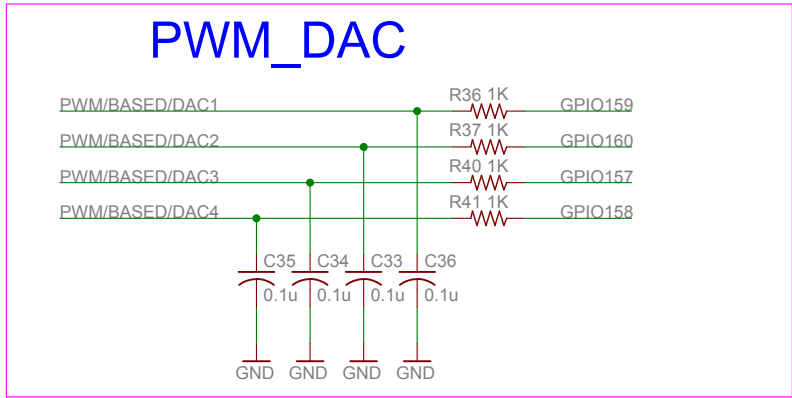 PWM_DAC
PWM/BASED/DAC1 R36 1K GPIO159
PWM/BASED/DAC2 R37 1K GPIO160
PWM/BASED/DAC3 R40 1K GPIO157
PWM/BASED/DAC4 R41 1K GPIO158
C35 C34 C33 C36
0.1u 0.1u 0.1u 0.1u
GND GND GND GND